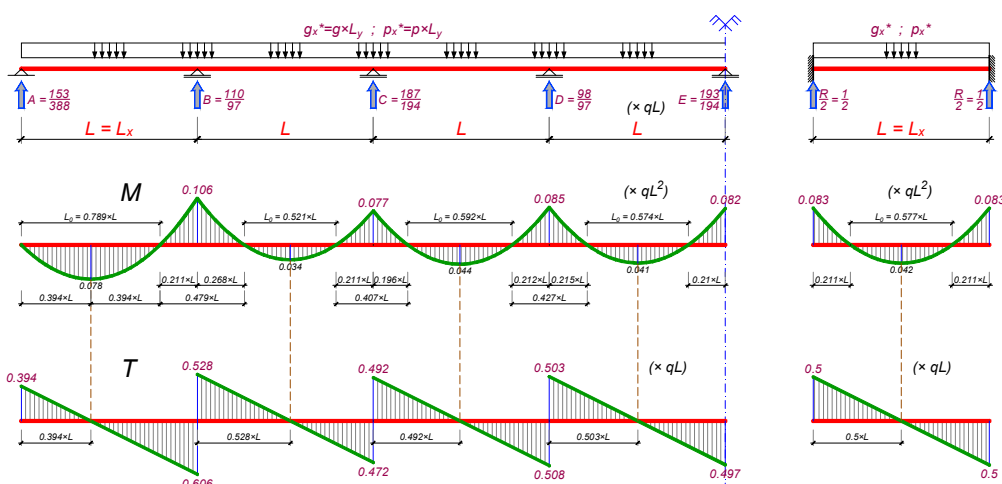 gx*=g×Ly ; px*=p×Ly
gx* ; px*
A = 153/388
B = 110/97
C = 187/194
D = 98/97
E = 193/194
(× qL)
R/2 = 1/2
R/2 = 1/2
L = Lx
L
L
L
L = Lx
M
0.106
0.077
0.085
(× qL²)
0.082
0.083
(× qL²)
0.083
L0 = 0.789×L
L0 = 0.521×L
L0 = 0.592×L
L0 = 0.574×L
L0 = 0.577×L
0.078
0.034
0.044
0.041
0.042
0.211×L
0.268×L
0.211×L
0.196×L
0.212×L
0.215×L
0.21×L
0.211×L
0.211×L
0.394×L
0.394×L
0.479×L
0.407×L
0.427×L
T
0.394
0.528
0.492
0.503
(× qL)
0.5
(× qL)
0.394×L
0.528×L
0.492×L
0.503×L
0.5×L
0.606
0.472
0.508
0.497
0.5